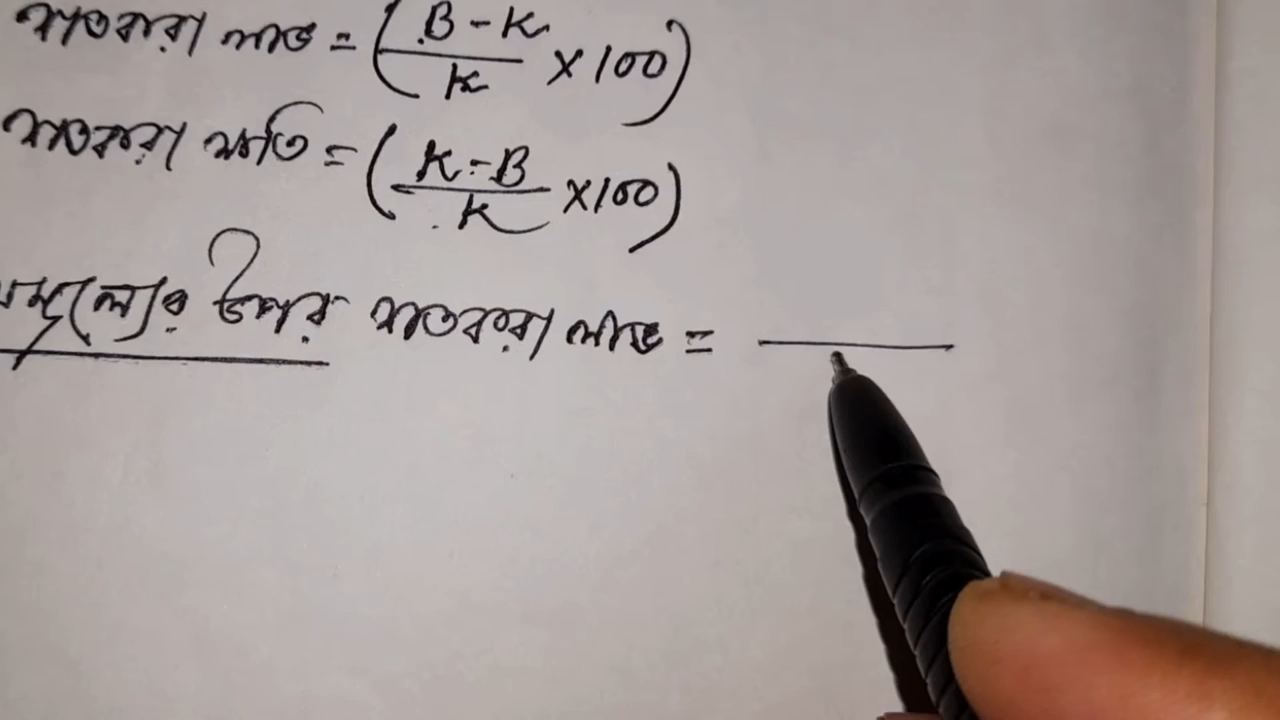 শতকরা লাভ = (B - K / K × 100)
শতকরা ক্ষতি = (K - B / K × 100)
মূল্যের উপর শতকরা লাভ =